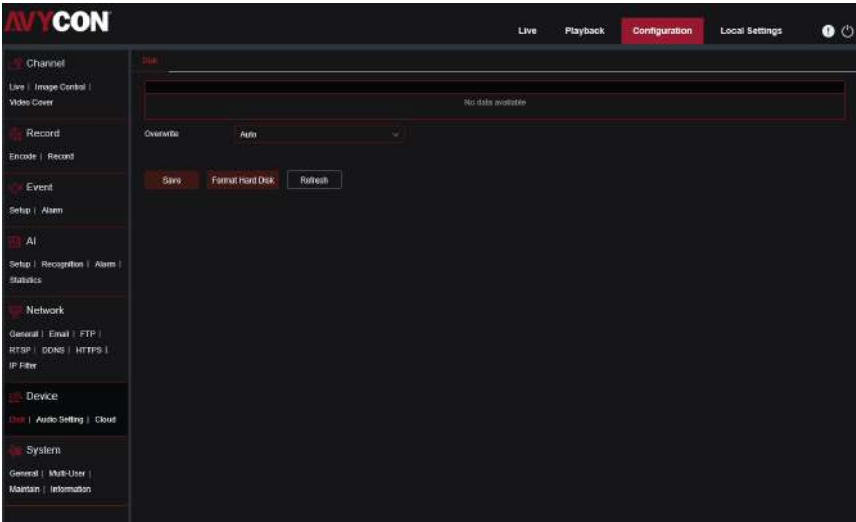 AVYCON
Live Playback Configuration Local Settings
Channel
Live | Image Control |
Video Cover
Record
Encode | Record
Event
Setup | Alarm
AI
Setup | Recognition | Alarm |
Statistics
Network
General | Email | FTP |
RTSP | DDNS | HTTPS |
IP Filter
Device
Disk | Audio Setting | Cloud
System
General | Multi-User |
Maintain | Information
Disk
No data available
Overwrite Auto
Save Format Hard Disk Refresh